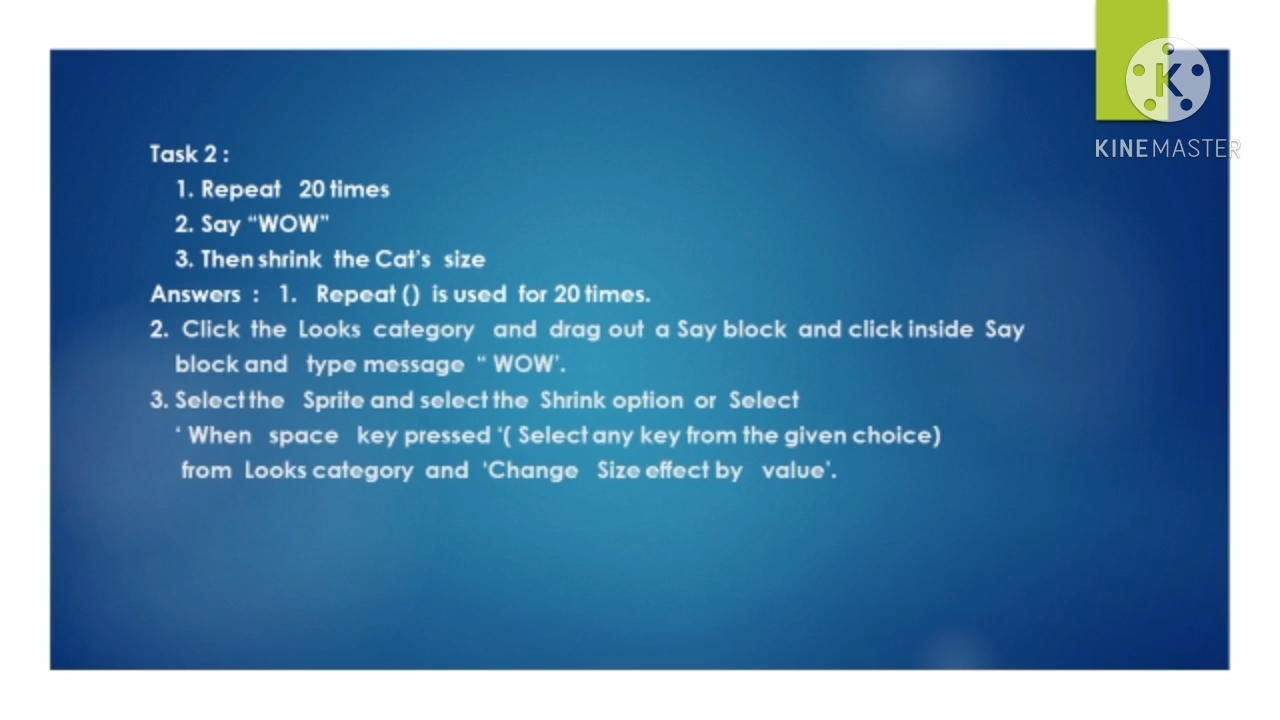 K
KINEMASTER
Task 2 :
1. Repeat 20 times
2. Say “WOW”
3. Then shrink the Cat’s size
Answers : 1. Repeat () is used for 20 times.
2. Click the Looks category and drag out a Say block and click inside Say
block and type message “ WOW’.
3. Select the Sprite and select the Shrink option or Select
‘ When space key pressed ‘( Select any key from the given choice)
from Looks category and ‘Change Size effect by value’.